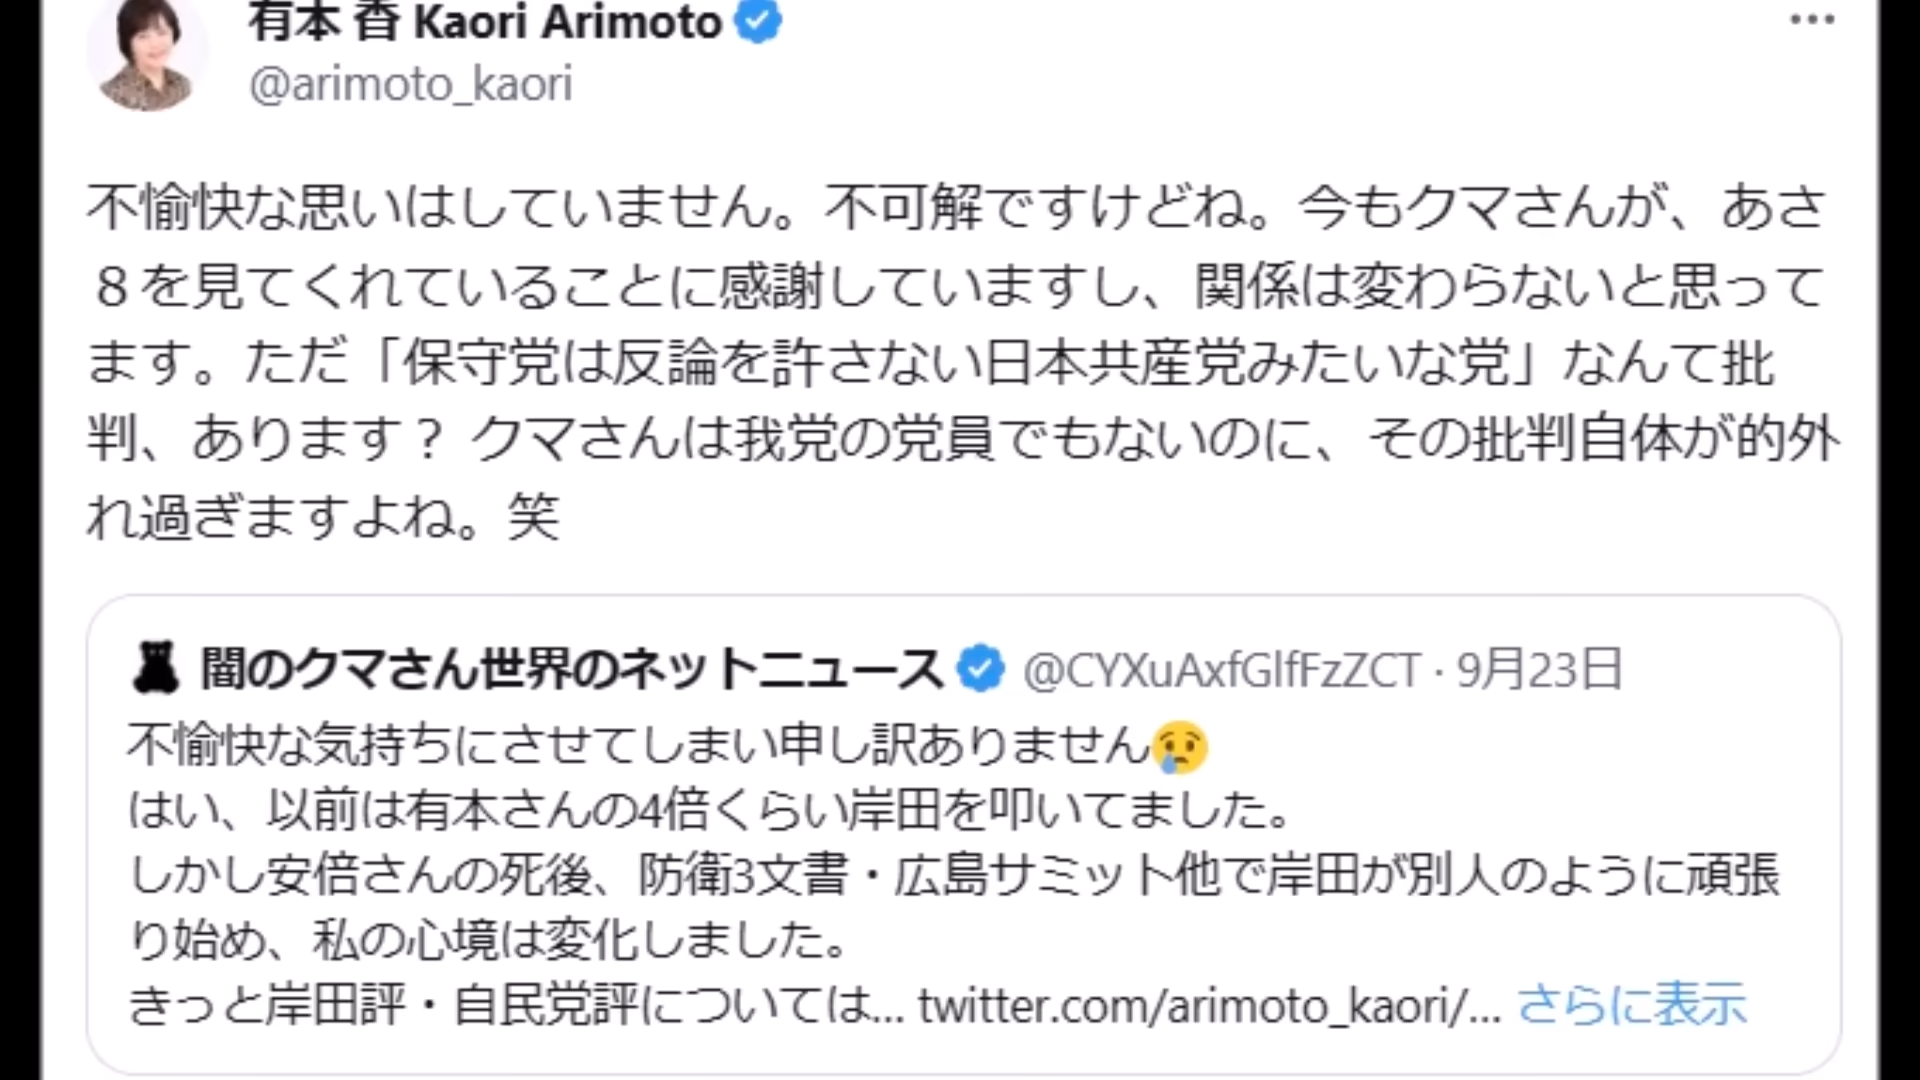 有本 香 Kaori Arimoto
@arimoto_kaori
不愉快な思いはしていません。不可解ですけどね。今もクマさんが、あさ
８を見てくれていることに感謝していますし、関係は変わらないと思って
ます。ただ「保守党は反論を許さない日本共産党みたいな党」なんて批
判、あります？ クマさんは我党の党員でもないのに、その批判自体が的外
れ過ぎますよね。笑
闇のクマさん世界のネットニュース @CYXuAxfGlfFzZCT · 9月23日
不愉快な気持ちにさせてしまい申し訳ありません😢
はい、以前は有本さんの4倍くらい岸田を叩いてました。
しかし安倍さんの死後、防衛3文書・広島サミット他で岸田が別人のように頑張
り始め、私の心境は変化しました。
きっと岸田評・自民党評については... twitter.com/arimoto_kaori/... さらに表示